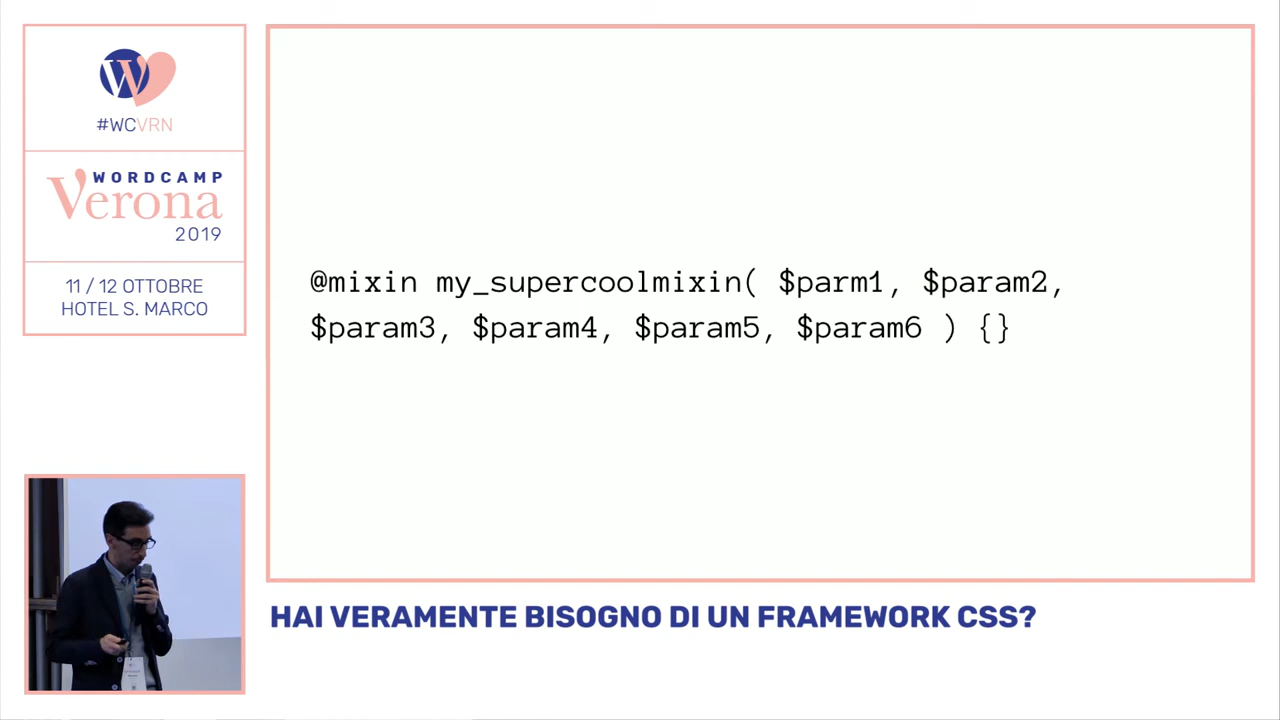 #WCVRN
WORDCAMP
Verona
2019
11 / 12 OTTOBRE
HOTEL S. MARCO
@mixin my_supercoolmixin( $parm1, $param2,
$param3, $param4, $param5, $param6 ) {}
HAI VERAMENTE BISOGNO DI UN FRAMEWORK CSS?